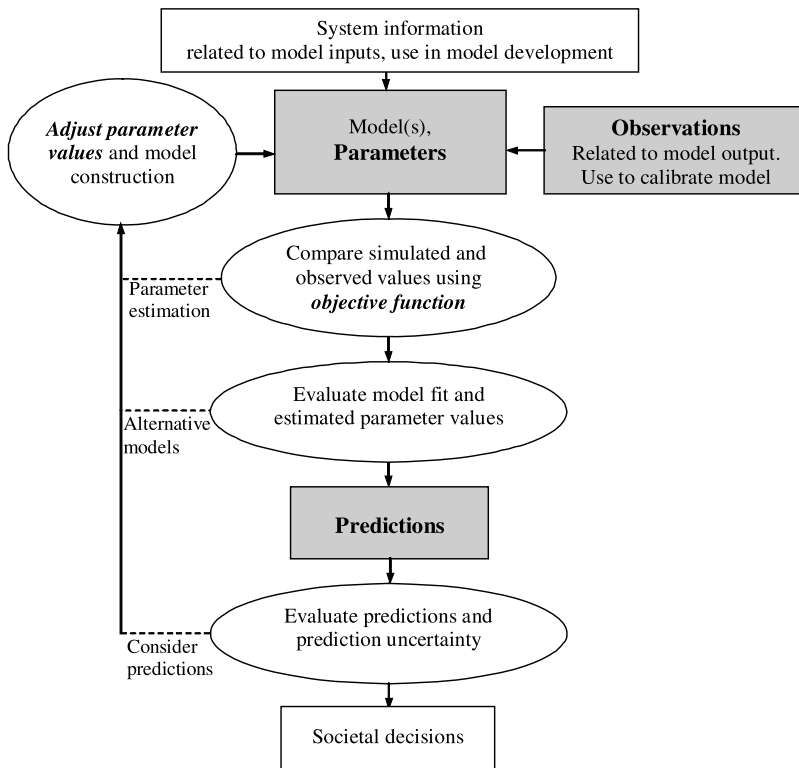 System information
related to model inputs, use in model development
Adjust parameter
values and model
construction
Model(s),
Parameters
Observations
Related to model output.
Use to calibrate model
Compare simulated and
observed values using
objective function
Parameter
estimation
Evaluate model fit and
estimated parameter values
Alternative
models
Predictions
Evaluate predictions and
prediction uncertainty
Consider
predictions
Societal decisions